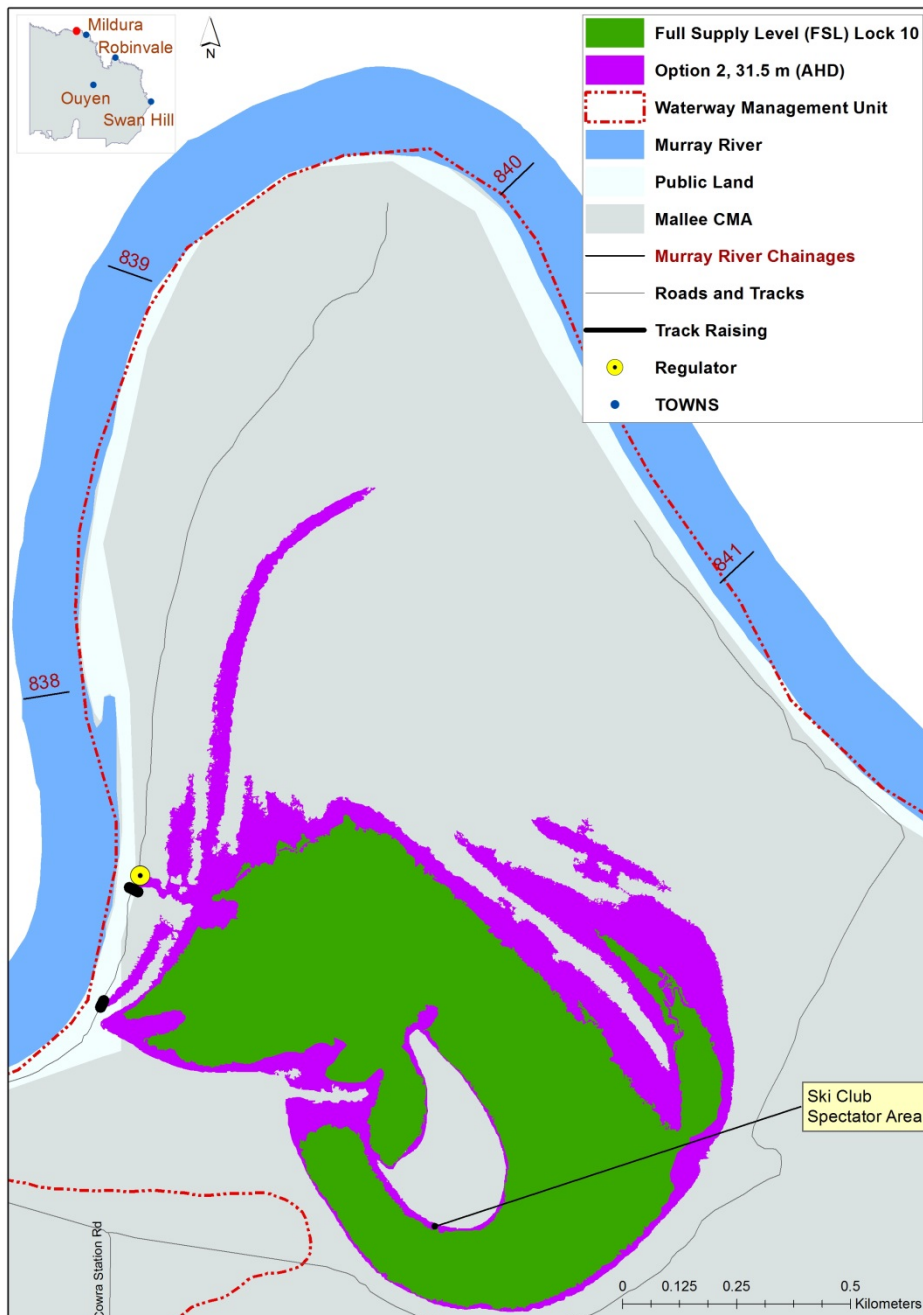 Mildura
Robinvale
Ouyen
Swan Hill
N
Full Supply Level (FSL) Lock 10
Option 2, 31.5 m (AHD)
Waterway Management Unit
Murray River
Public Land
Mallee CMA
Murray River Chainages
Roads and Tracks
Track Raising
Regulator
TOWNS
840
839
841
838
Ski Club
Spectator Area
Cowra Station Rd
0 0.125 0.25 0.5
Kilometers